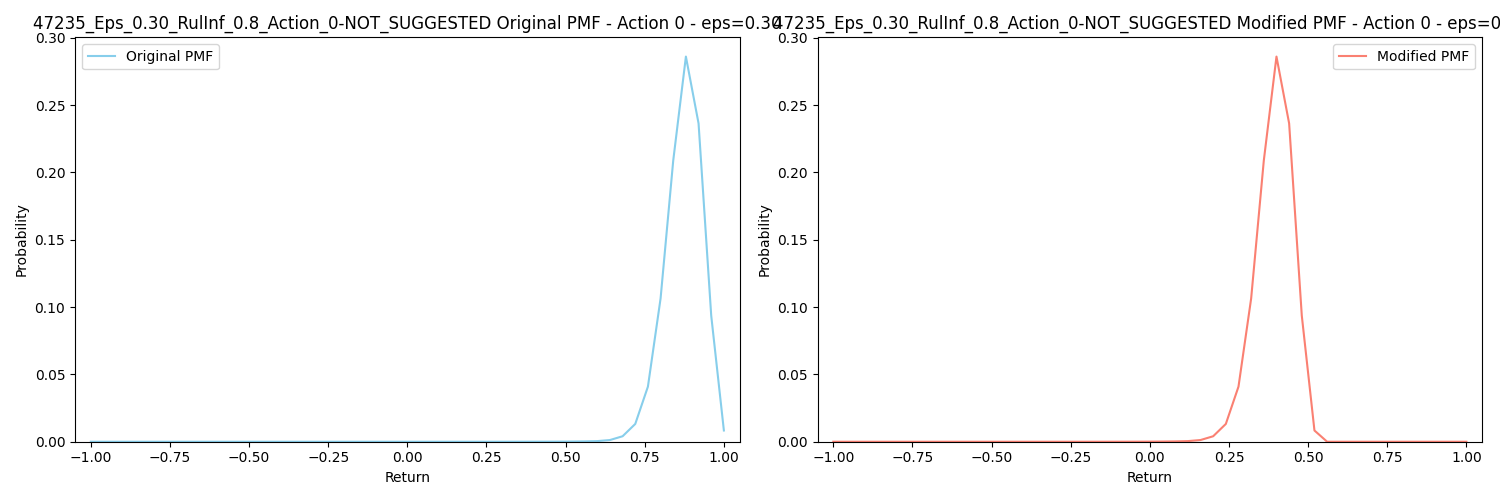 47235_Eps_0.30_RulInf_0.8_Action_0-NOT_SUGGESTED Original PMF - Action 0 - eps=0.30
Original PMF
0.30
0.25
0.20
0.15
0.10
0.05
0.00
Probability
−1.00 −0.75 −0.50 −0.25 0.00 0.25 0.50 0.75 1.00
Return
47235_Eps_0.30_RulInf_0.8_Action_0-NOT_SUGGESTED Modified PMF - Action 0 - eps=0
Modified PMF
0.30
0.25
0.20
0.15
0.10
0.05
0.00
Probability
−1.00 −0.75 −0.50 −0.25 0.00 0.25 0.50 0.75 1.00
Return